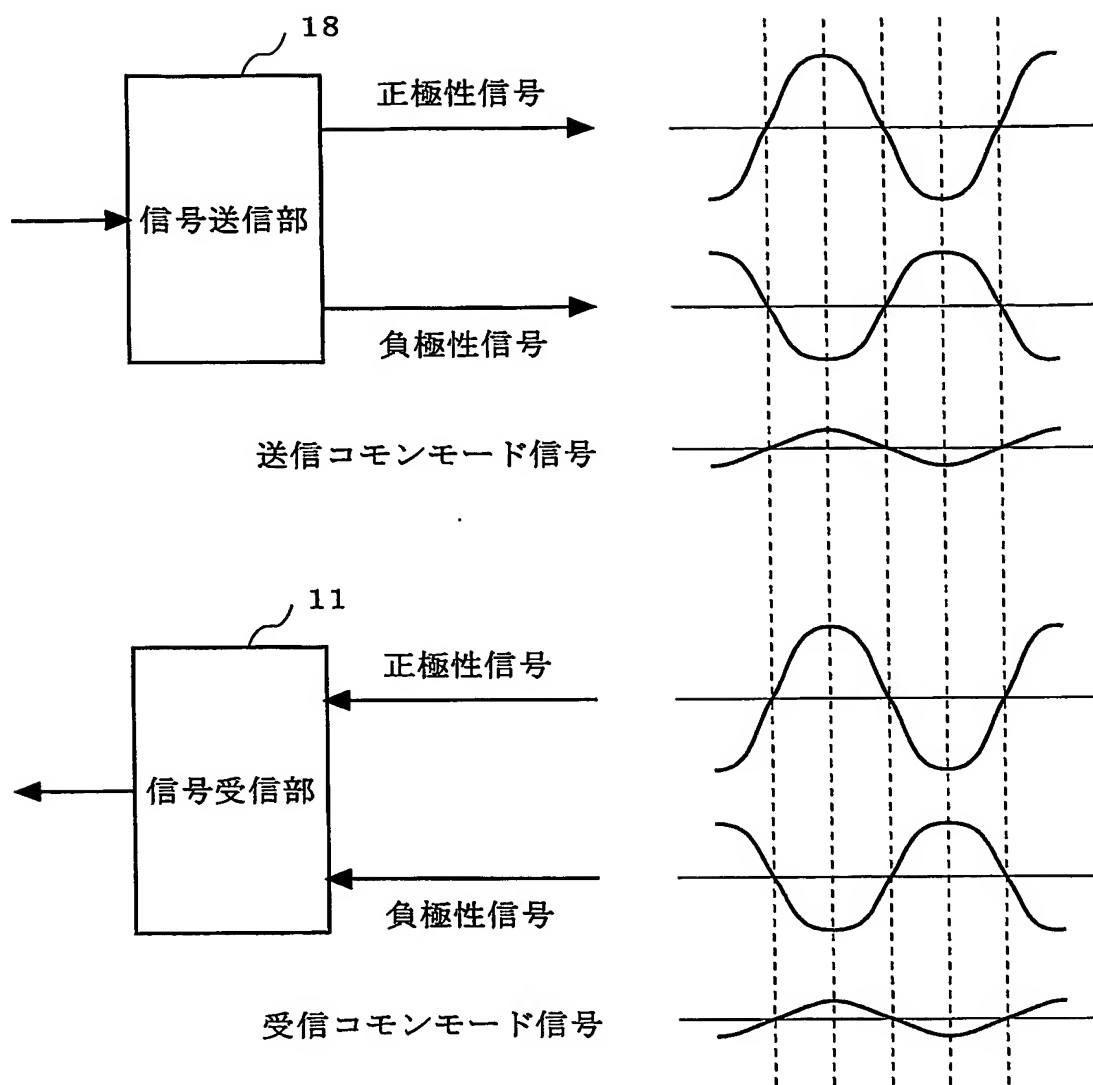 18
正極性信号
信号送信部
負極性信号
送信コモンモード信号
11
正極性信号
信号受信部
負極性信号
受信コモンモード信号